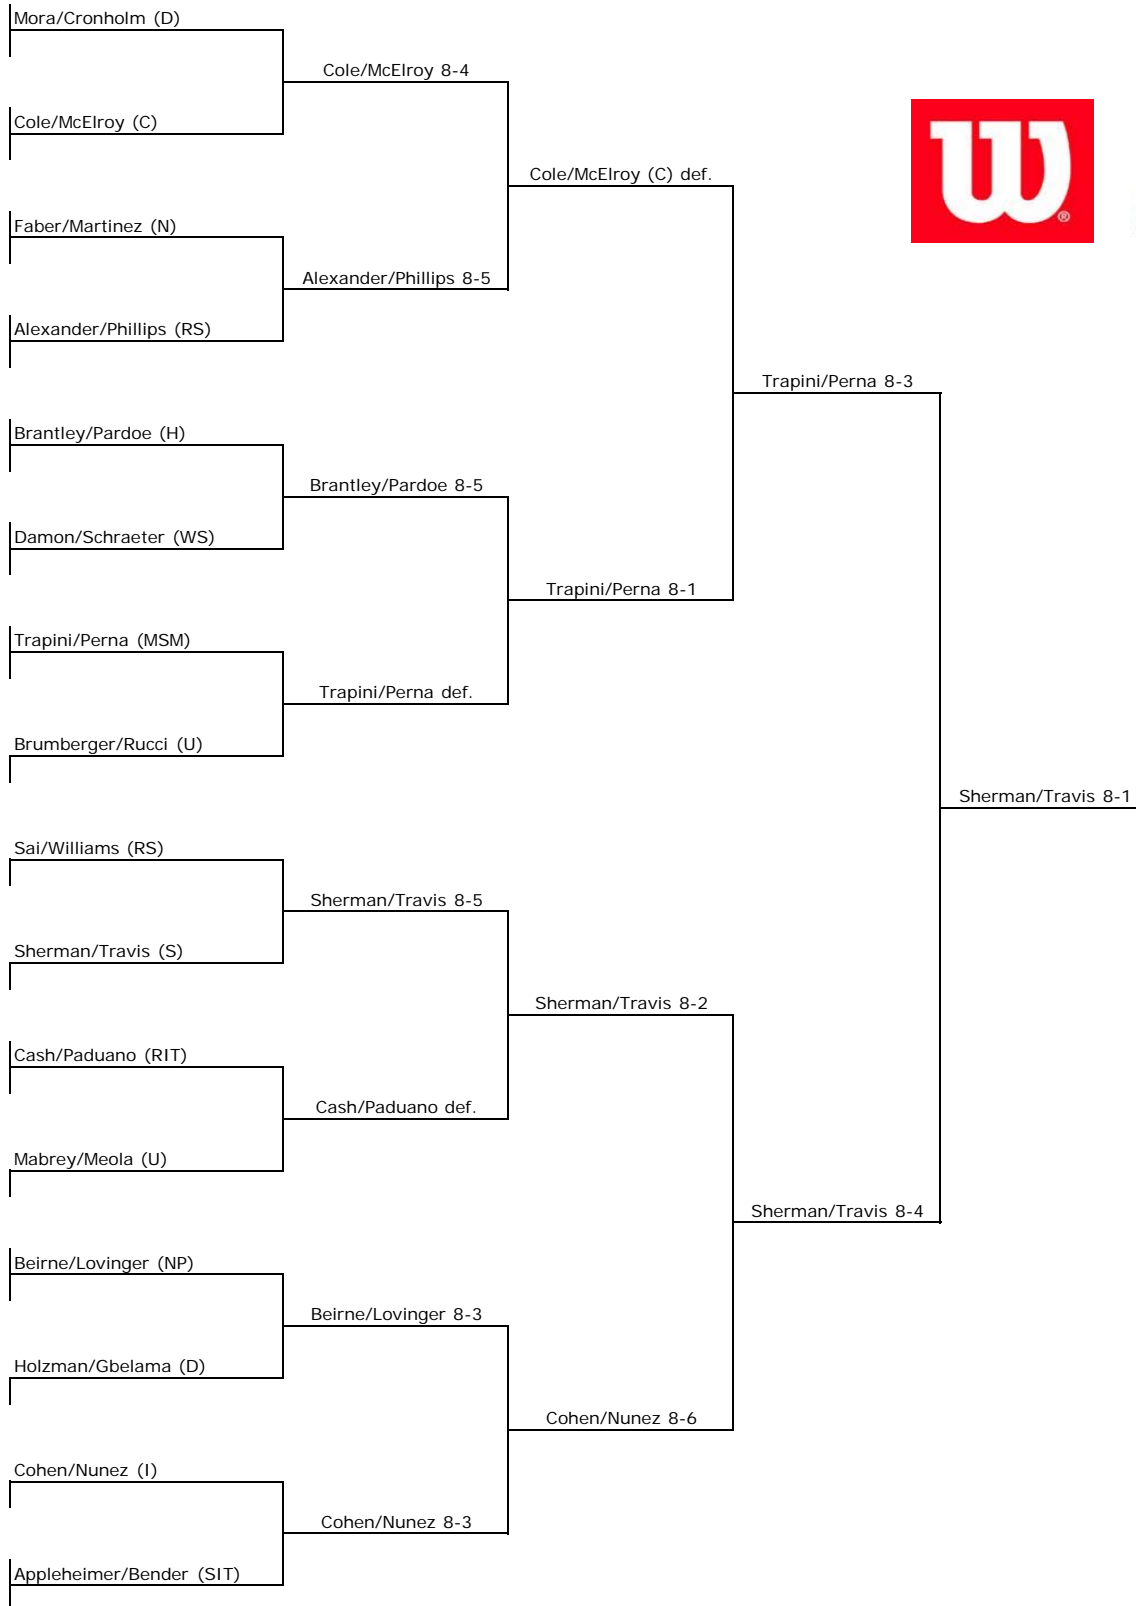 Mora/Cronholm (D)
Cole/McElroy 8-4
Cole/McElroy (C)
Cole/McElroy (C) def.
Faber/Martinez (N)
Alexander/Phillips 8-5
Alexander/Phillips (RS)
Trapini/Perna 8-3
Brantley/Pardoe (H)
Brantley/Pardoe 8-5
Damon/Schraeter (WS)
Trapini/Perna 8-1
Trapini/Perna (MSM)
Trapini/Perna def.
Brumberger/Rucci (U)
Sherman/Travis 8-1
Sai/Williams (RS)
Sherman/Travis 8-5
Sherman/Travis (S)
Sherman/Travis 8-2
Cash/Paduano (RIT)
Cash/Paduano def.
Mabrey/Meola (U)
Sherman/Travis 8-4
Beirne/Lovinger (NP)
Beirne/Lovinger 8-3
Holzman/Gbelama (D)
Cohen/Nunez 8-6
Cohen/Nunez (I)
Cohen/Nunez 8-3
Appleheimer/Bender (SIT)
W®